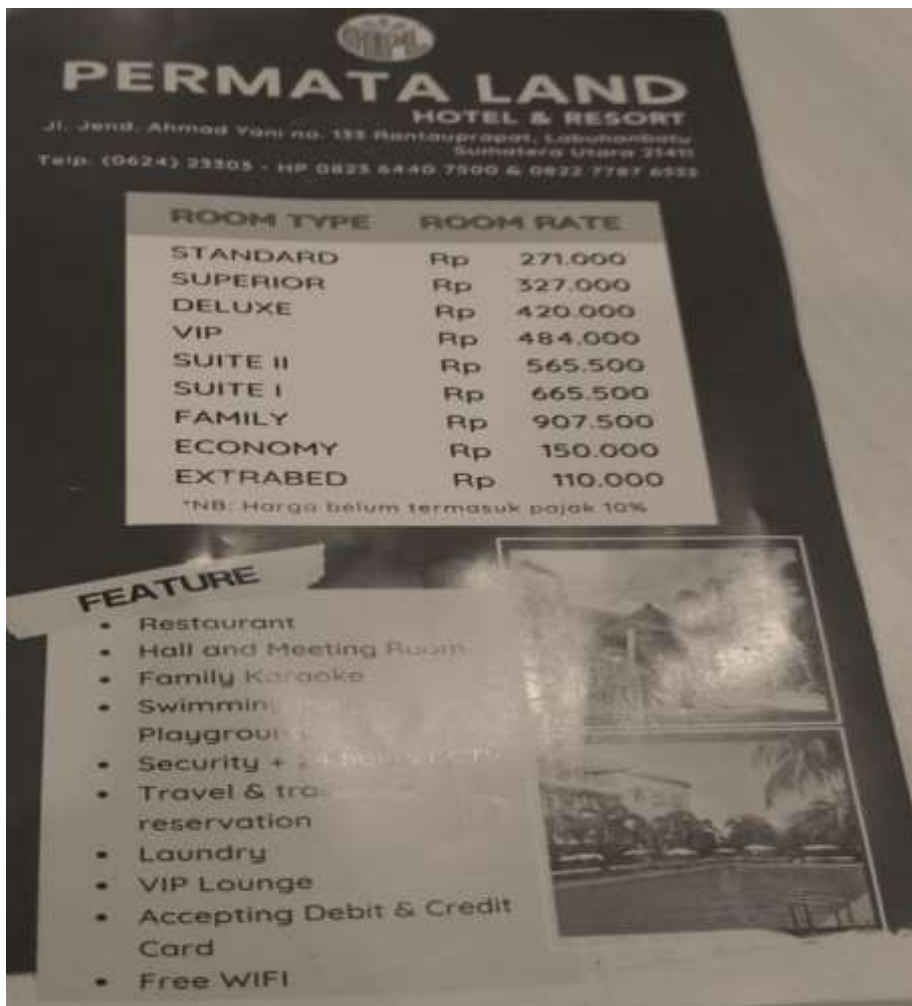 HPL
PERMATA LAND
HOTEL & RESORT
Jl. Jend. Ahmad Yani no. 133 Rantauprapat, Labuhanbatu
Sumatera Utara 21411
Telp. (0624) 23303 - HP 0823 6440 7500 & 0822 7787 6333
ROOM TYPE ROOM RATE
STANDARD Rp 271.000
SUPERIOR Rp 327.000
DELUXE Rp 420.000
VIP Rp 484.000
SUITE II Rp 565.500
SUITE I Rp 665.500
FAMILY Rp 907.500
ECONOMY Rp 150.000
EXTRABED Rp 110.000
*NB: Harga belum termasuk pajak 10%
FEATURE
• Restaurant
• Hall and Meeting Room
• Family Karaoke
• Swimming
Playground
• Security + 24 hours CCTV
• Travel &
reservation
• Laundry
• VIP Lounge
• Accepting Debit & Credit
Card
• Free WIFI